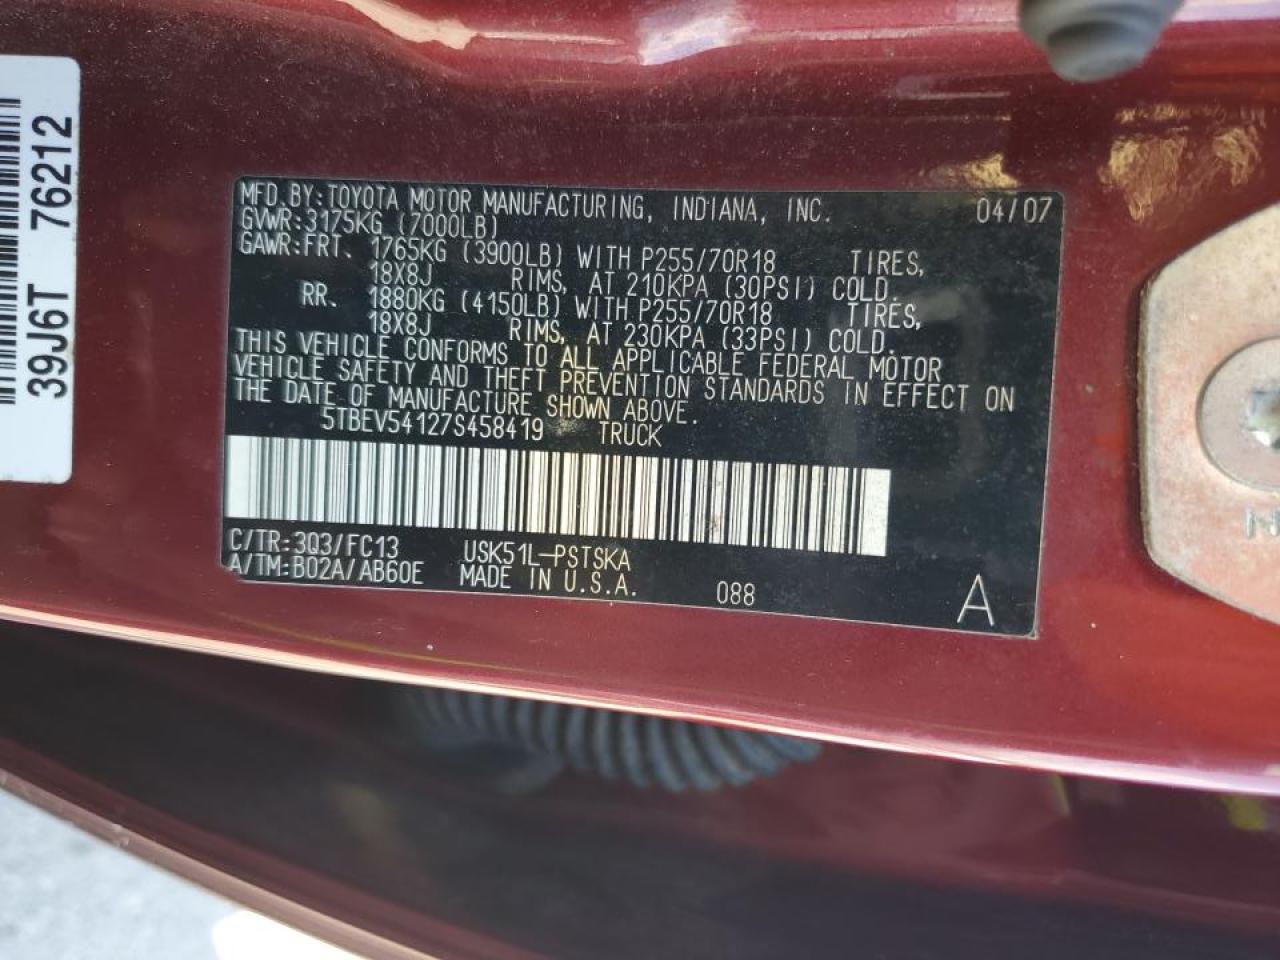 39J6T 76212
MFD.BY:TOYOTA MOTOR MANUFACTURING, INDIANA, INC. 04/07
GVWR:3175KG (7000LB)
GAWR:FRT. 1765KG (3900LB) WITH P255/70R18 TIRES,
18X8J RIMS, AT 210KPA (30PSI) COLD.
RR. 1880KG (4150LB) WITH P255/70R18 TIRES,
18X8J RIMS, AT 230KPA (33PSI) COLD.
THIS VEHICLE CONFORMS TO ALL APPLICABLE FEDERAL MOTOR
VEHICLE SAFETY AND THEFT PREVENTION STANDARDS IN EFFECT ON
THE DATE OF MANUFACTURE SHOWN ABOVE.
5TBEV54127S458419 TRUCK
C/TR:3Q3/FC13 USK51L-PSTSKA
A/TM:B02A/AB60E MADE IN U.S.A. 088 A